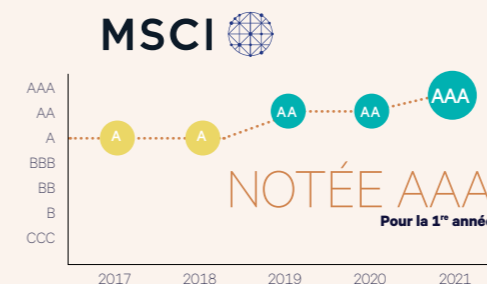 MSCI
AAA
AA
A
BBB
BB
B
CCC
A
A
AA
AA
AAA
NOTÉE AAA
Pour la 1re année
2017 2018 2019 2020 2021